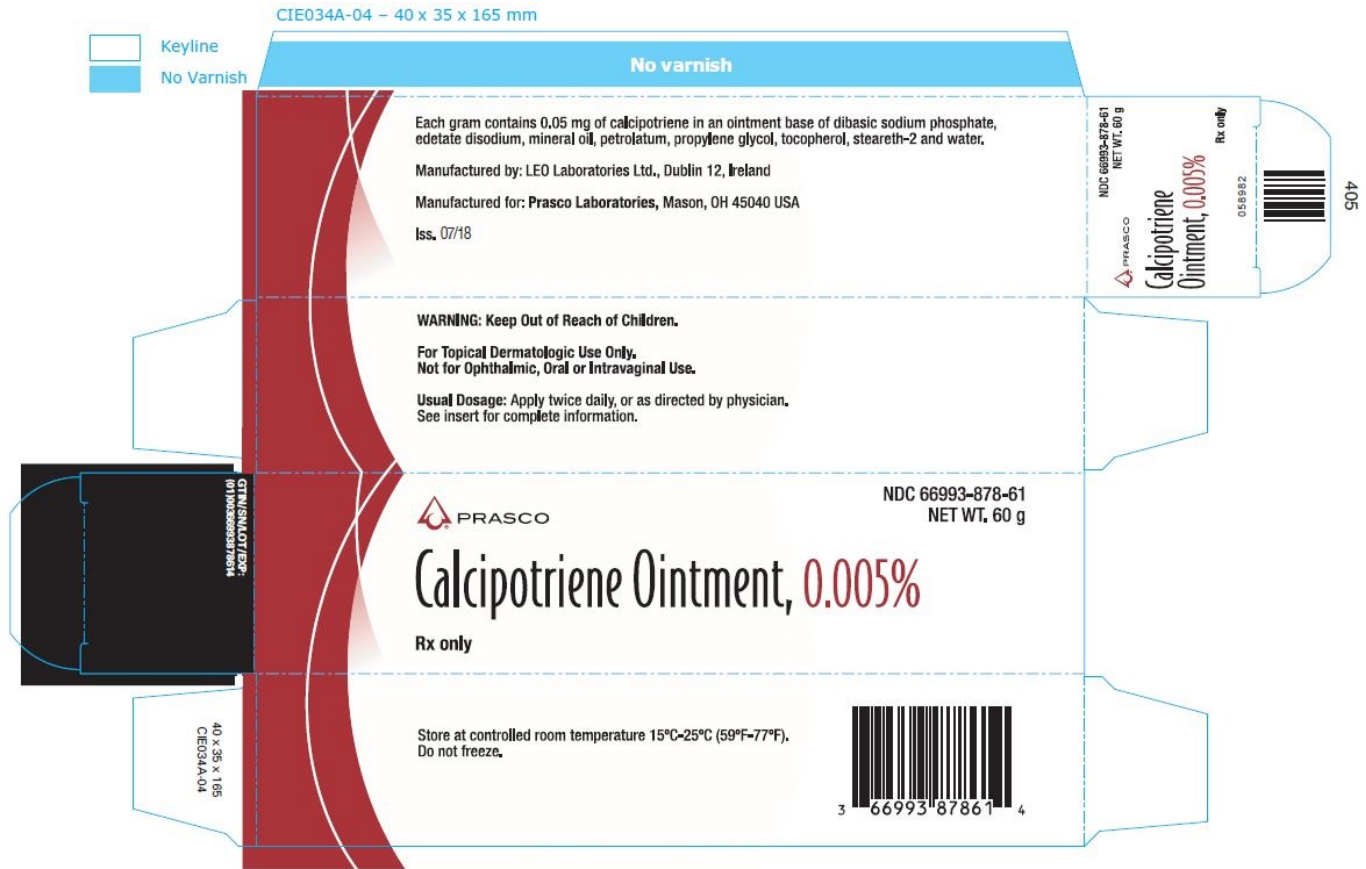 CIE034A-04 – 40 x 35 x 165 mm
Keyline
No Varnish
No varnish
Each gram contains 0.05 mg of calcipotriene in an ointment base of dibasic sodium phosphate,
edetate disodium, mineral oil, petrolatum, propylene glycol, tocopherol, steareth-2 and water.
Manufactured by: LEO Laboratories Ltd., Dublin 12, Ireland
Manufactured for: Prasco Laboratories, Mason, OH 45040 USA
Iss. 07/18
NDC 66993-878-61
NET WT. 60 g
PRASCO
Calcipotriene
Ointment, 0.005%
Rx only
058982
405
WARNING: Keep Out of Reach of Children.
For Topical Dermatologic Use Only.
Not for Ophthalmic, Oral or Intravaginal Use.
Usual Dosage: Apply twice daily, or as directed by physician.
See insert for complete information.
GTIN/SN/LOT/EXP:
(01)00366993878614
PRASCO
NDC 66993-878-61
NET WT. 60 g
Calcipotriene Ointment, 0.005%
Rx only
40 x 35 x 165
CIE034A-04
Store at controlled room temperature 15°C-25°C (59°F-77°F).
Do not freeze.
3 66993 87861 4